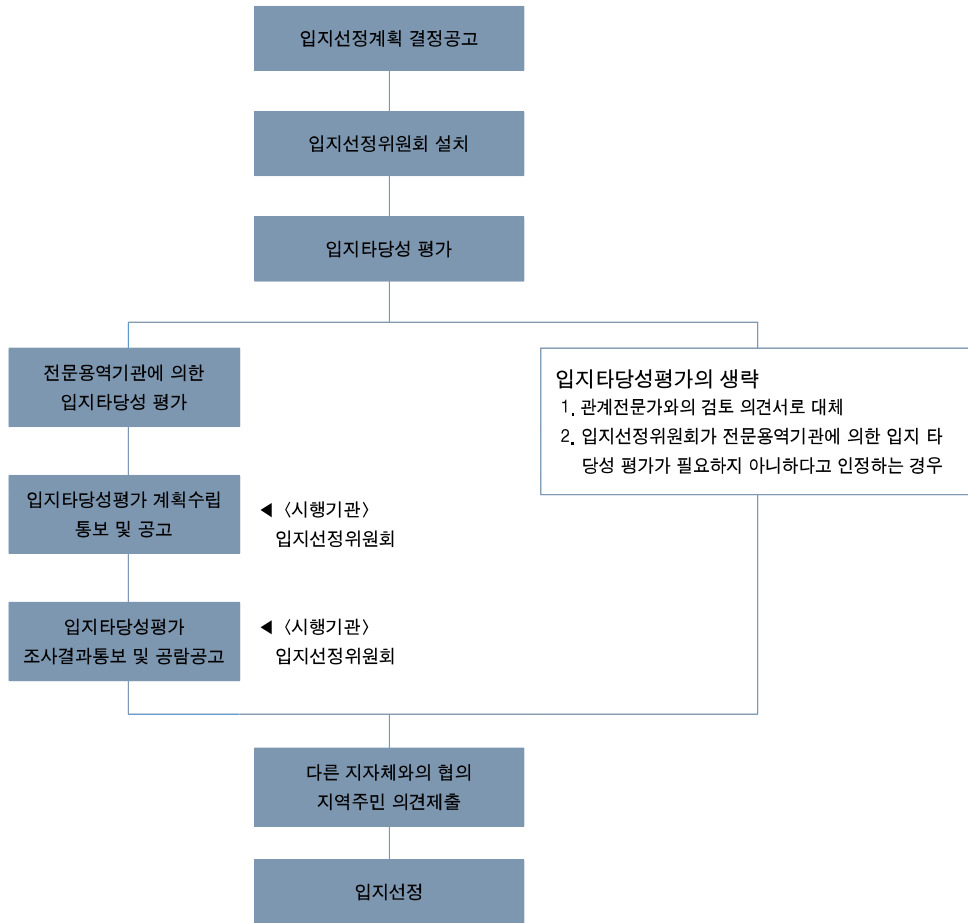 입지선정계획 결정공고
입지선정위원회 설치
입지타당성 평가
전문용역기관에 의한
입지타당성 평가
입지타당성평가의 생략
1. 관계전문가와의 검토 의견서로 대체
2. 입지선정위원회가 전문용역기관에 의한 입지 타
당성 평가가 필요하지 아니하다고 인정하는 경우
입지타당성평가 계획수립
통보 및 공고
◀ 〈시행기관〉
입지선정위원회
입지타당성평가
조사결과통보 및 공람공고
◀ 〈시행기관〉
입지선정위원회
다른 지자체와의 협의
지역주민 의견제출
입지선정